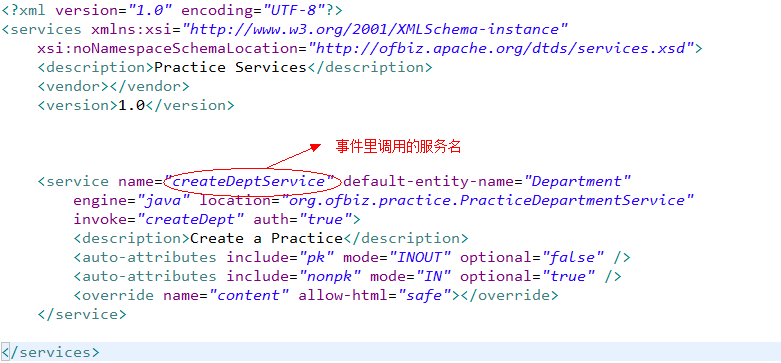 <?xml version="1.0" encoding="UTF-8"?>
<services xmlns:xsi="http://www.w3.org/2001/XMLSchema-instance"
xsi:noNamespaceSchemaLocation="http://ofbiz.apache.org/dtds/services.xsd">
<description>Practice Services</description>
<vendor></vendor>
<version>1.0</version>
事件里调用的服务名
<service name="createDeptService" default-entity-name="Department"
engine="java" location="org.ofbiz.practice.PracticeDepartmentService"
invoke="createDept" auth="true">
<description>Create a Practice</description>
<auto-attributes include="pk" mode="INOUT" optional="false" />
<auto-attributes include="nonpk" mode="IN" optional="true" />
<override name="content" allow-html="safe"></override>
</service>
</services>